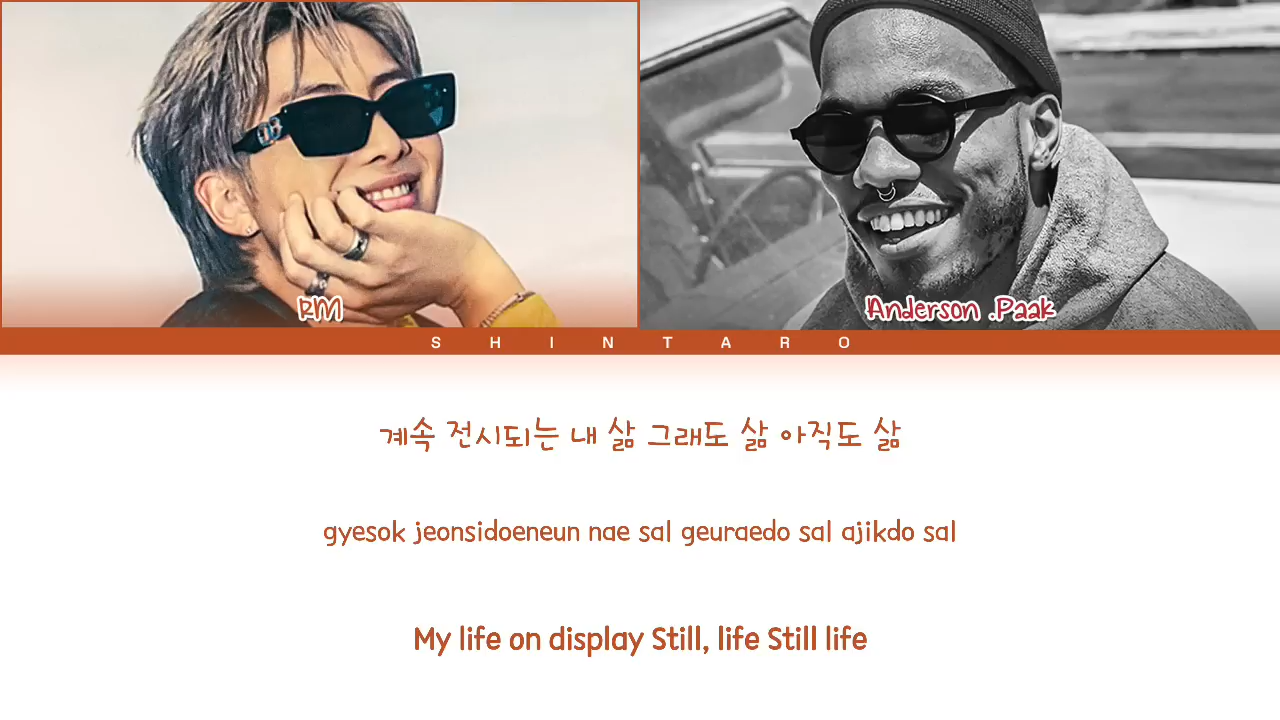 RM
Anderson .Paak
SHINTARO
계속 전시되는 내 삶 그래도 삶 아직도 삶
gyesok jeonsidoeneun nae sal geuraedo sal ajikdo sal
My life on display Still, life Still life